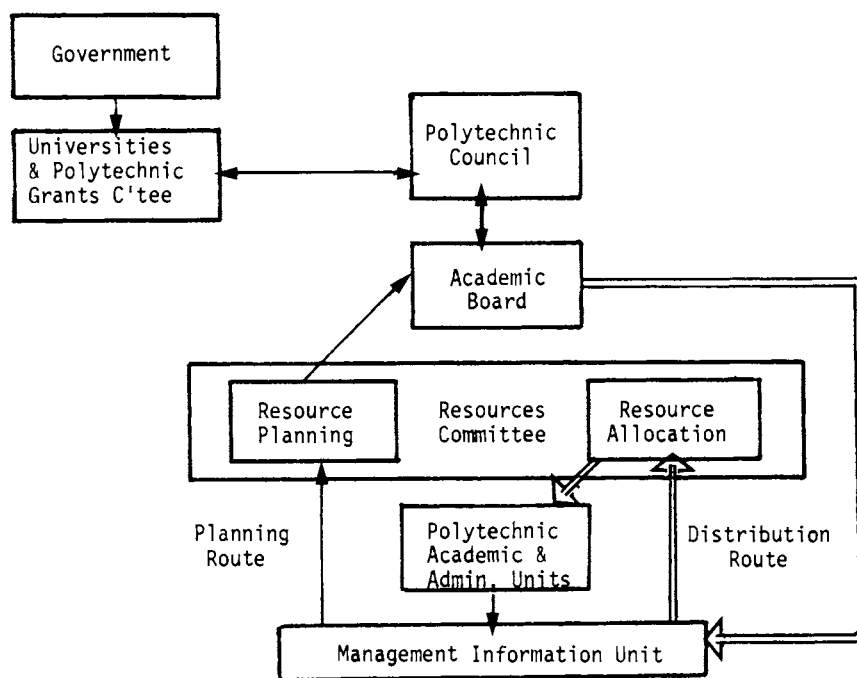 Government
Universities
& Polytechnic
Grants C'tee
Polytechnic
Council
Academic
Board
Resource
Planning
Resources
Committee
Resource
Allocation
Planning
Route
Polytechnic
Academic &
Admin. Units
Distribution
Route
Management Information Unit